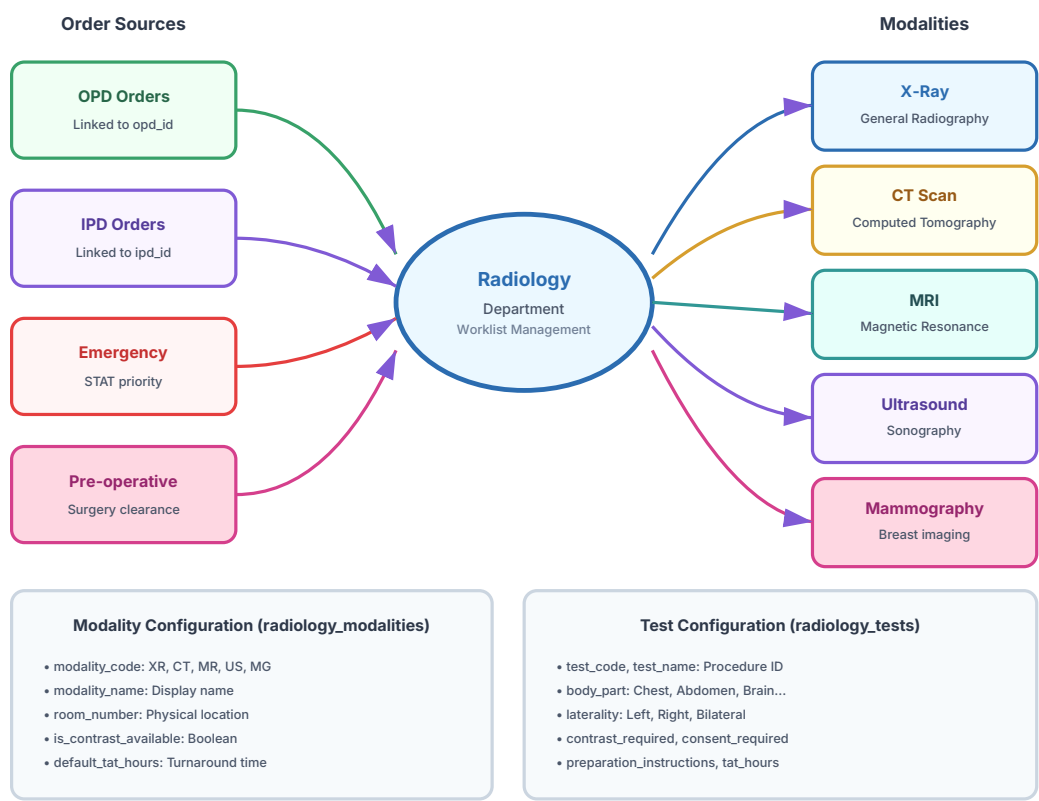 Order Sources
Modalities
OPD Orders
Linked to opd_id
IPD Orders
Linked to ipd_id
Emergency
STAT priority
Pre-operative
Surgery clearance
Radiology
Department
Worklist Management
X-Ray
General Radiography
CT Scan
Computed Tomography
MRI
Magnetic Resonance
Ultrasound
Sonography
Mammography
Breast imaging
Modality Configuration (radiology_modalities)
• modality_code: XR, CT, MR, US, MG
• modality_name: Display name
• room_number: Physical location
• is_contrast_available: Boolean
• default_tat_hours: Turnaround time
Test Configuration (radiology_tests)
• test_code, test_name: Procedure ID
• body_part: Chest, Abdomen, Brain...
• laterality: Left, Right, Bilateral
• contrast_required, consent_required
• preparation_instructions, tat_hours